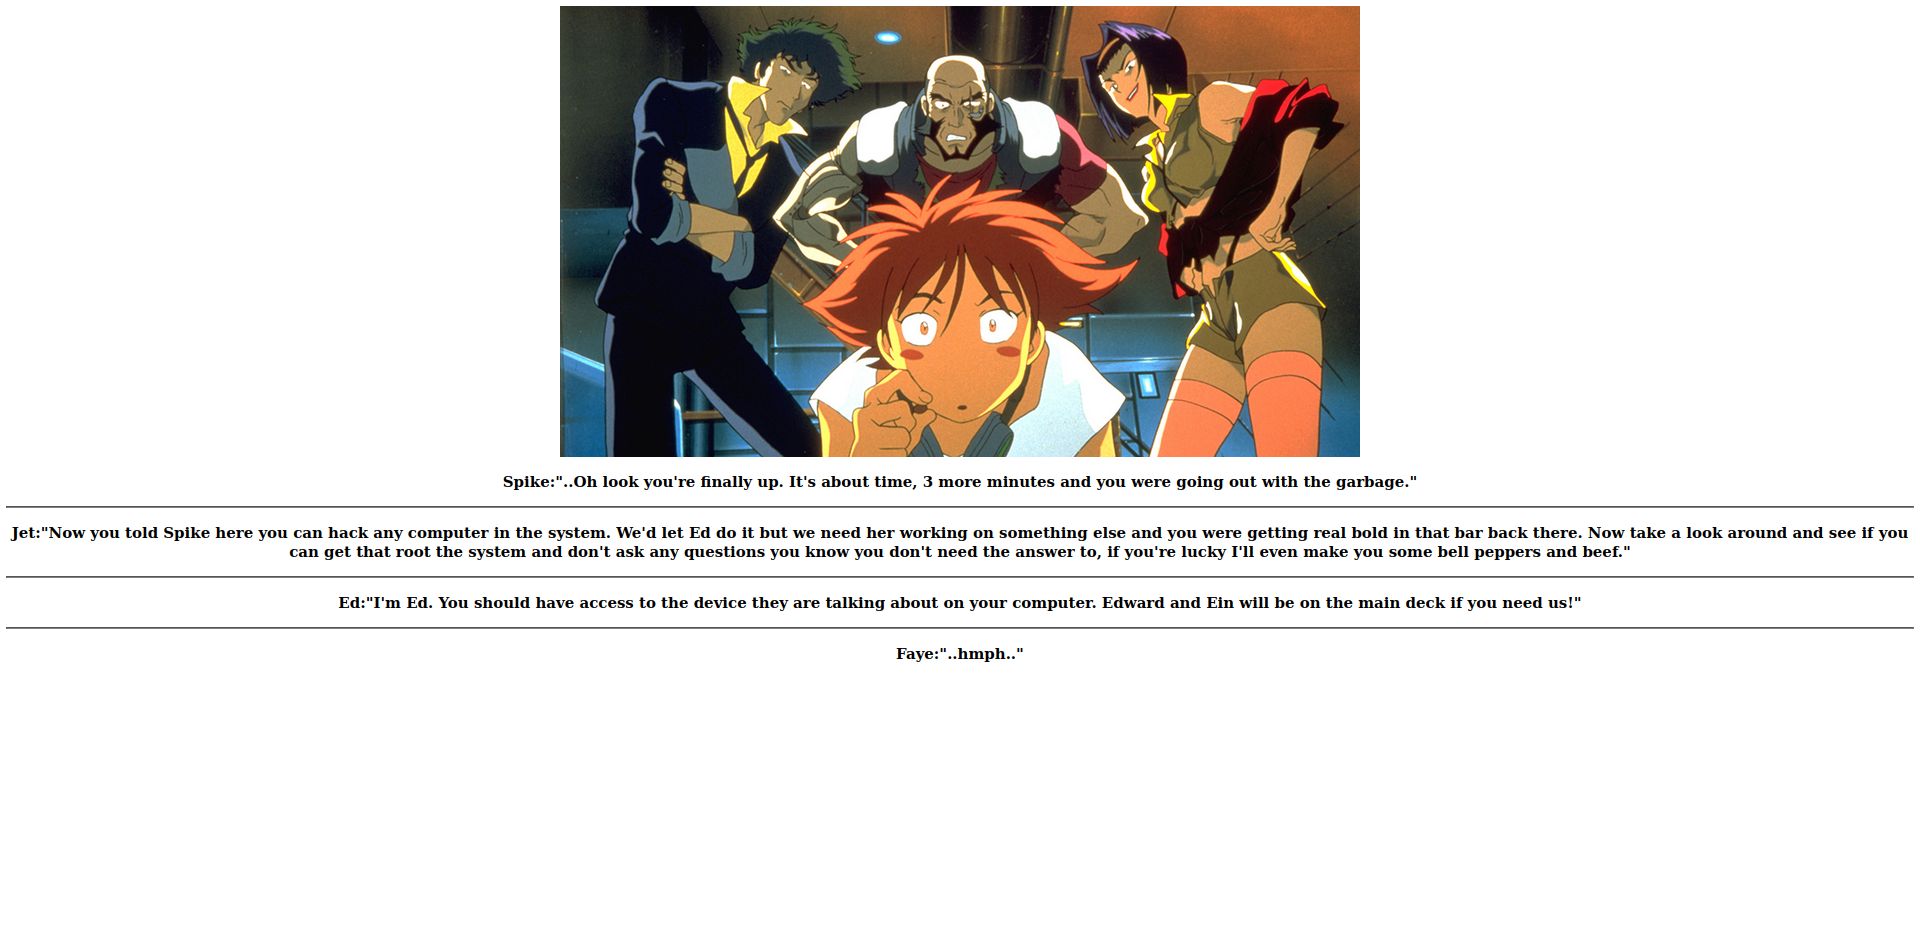 Spike:"..Oh look you're finally up. It's about time, 3 more minutes and you were going out with the garbage."
Jet:"Now you told Spike here you can hack any computer in the system. We'd let Ed do it but we need her working on something else and you were getting real bold in that bar back there. Now take a look around and see if you
can get that root the system and don't ask any questions you know you don't need the answer to, if you're lucky I'll even make you some bell peppers and beef."
Ed:"I'm Ed. You should have access to the device they are talking about on your computer. Edward and Ein will be on the main deck if you need us!"
Faye:"..hmph.."